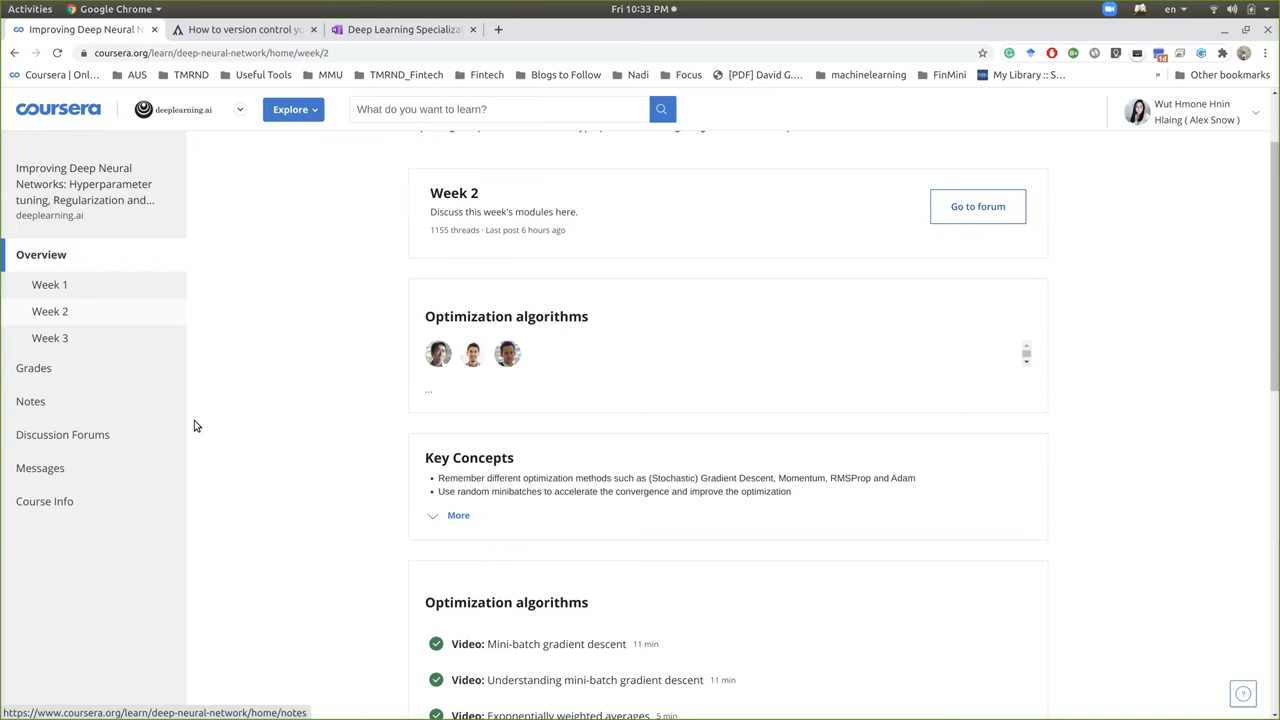 Activities
Google Chrome
Fri 10:33 PM
en
Improving Deep Neural N
How to version control yo
Deep Learning Specializa
coursera.org/learn/deep-neural-network/home/week/2
1d
Coursera | Onl…
AUS
TMRND
Useful Tools
MMU
TMRND_Fintech
Fintech
Blogs to Follow
Nadi
Focus
[PDF] David G....
machinelearning
FinMini
My Library :: S...
»
Other bookmarks
coursera
deeplearning.ai
Explore
What do you want to learn?
Wut Hmone Hnin
Hlaing ( Alex Snow )
Improving Deep Neural
Networks: Hyperparameter
tuning, Regularization and...
deeplearning.ai
Overview
Week 1
Week 2
Week 3
Grades
Notes
Discussion Forums
Messages
Course Info
Week 2
Discuss this week's modules here.
1155 threads · Last post 6 hours ago
Go to forum
Optimization algorithms
...
Key Concepts
• Remember different optimization methods such as (Stochastic) Gradient Descent, Momentum, RMSProp and Adam
• Use random minibatches to accelerate the convergence and improve the optimization
More
Optimization algorithms
Video: Mini-batch gradient descent 11 min
Video: Understanding mini-batch gradient descent 11 min
Video: Exponentially weighted averages 5 min
?
https://www.coursera.org/learn/deep-neural-network/home/notes